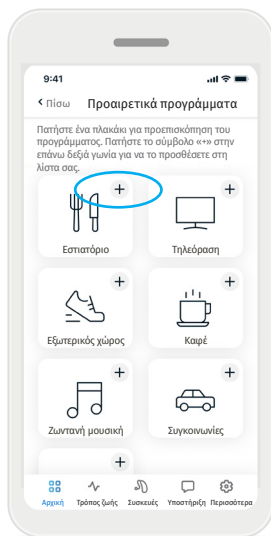 9:41
Πίσω Προαιρετικά προγράμματα
Πατήστε ένα πλακάκι για προεπισκόπηση του
προγράμματος. Πατήστε το σύμβολο «+» στην
επάνω δεξιά γωνία για να το προσθέσετε στη
λίστα σας.
Εστιατόριο Τηλεόραση
Εξωτερικός χώρος Καφέ
Ζωντανή μουσική Συγκοινωνίες
Αρχική Τρόπος ζωής Συσκευές Υποστήριξη Περισσότερα